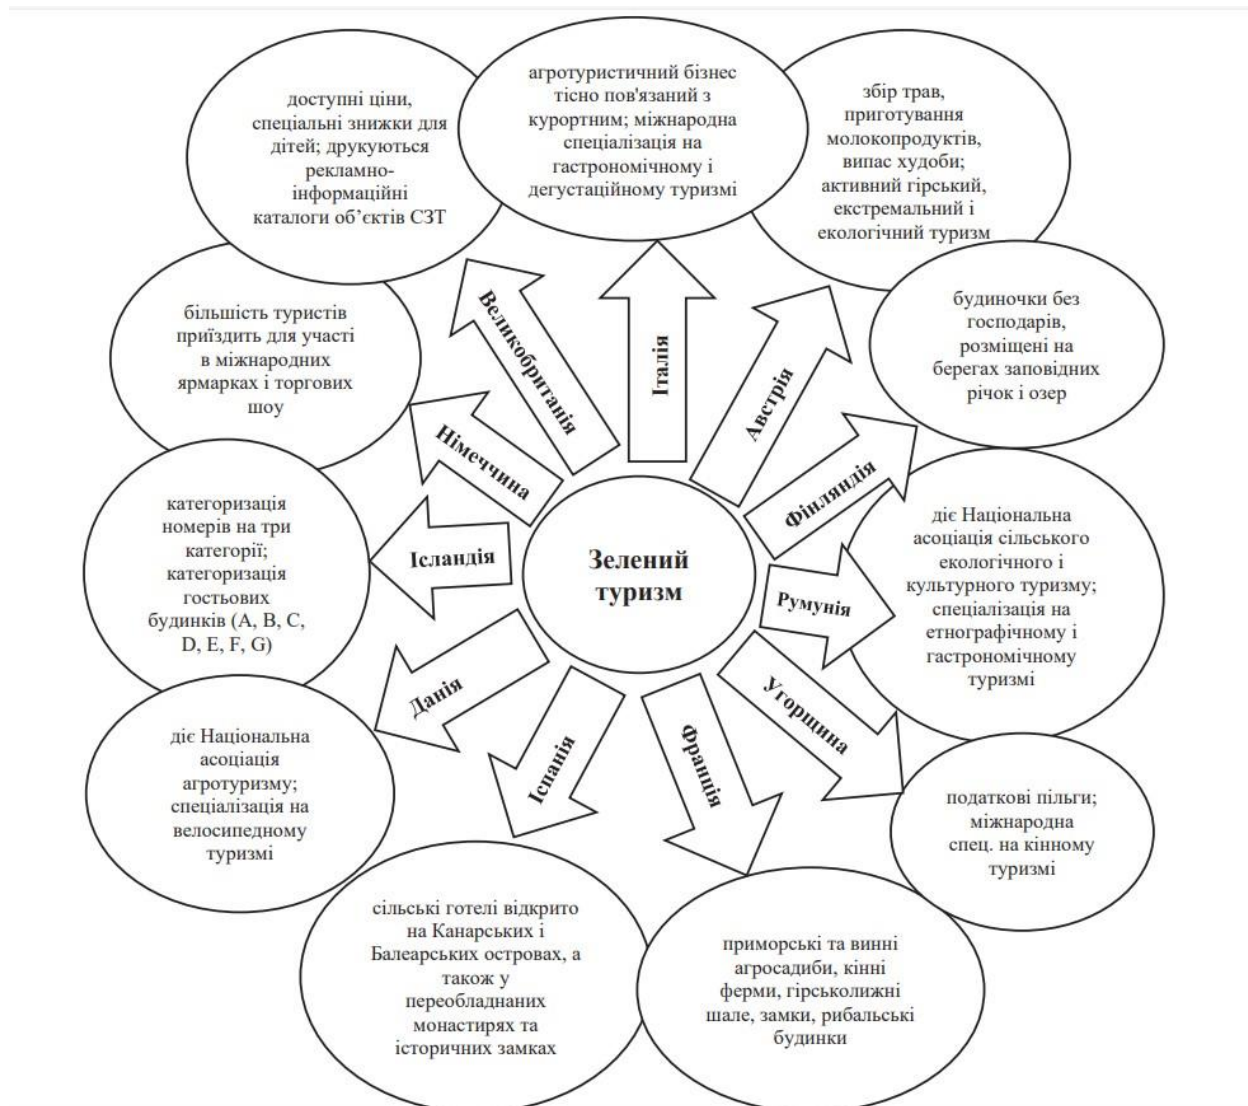 доступні ціни,
спеціальні знижки для
дітей; друкуються
рекламно-
інформаційні
каталоги об’єктів СЗТ
агротуристичний бізнес
тісно пов'язаний з
курортним; міжнародна
спеціалізація на
гастрономічному і
дегустаційному туризмі
збір трав,
приготування
молокопродуктів,
випас худоби;
активний гірський,
екстремальний і
екологічний туризм
більшість туристів
приїздить для участі
в міжнародних
ярмарках і торгових
шоу
будиночки без
господарів,
розміщені на
берегах заповідних
річок і озер
Великобританія
Італія
Австрія
Німеччина
Фінляндія
категоризація
номерів на три
категорії;
категоризація
гостьових
будинків (A, B, C,
D, E, F, G)
Ісландія
Зелений
туризм
Румунія
діє Національна
асоціація сільського
екологічного і
культурного туризму;
спеціалізація на
етнографічному і
гастрономічному
туризмі
Данія
Іспанія
Франція
Угорщина
діє Національна
асоціація
агротуризму;
спеціалізація на
велосипедному
туризмі
податкові пільги;
міжнародна
спец. на кінному
туризмі
сільські готелі відкрито
на Канарських і
Балеарських островах, а
також у
переобладнаних
монастирях та
історичних замках
приморські та винні
агросадиби, кінні
ферми, гірськолижні
шале, замки, рибальські
будинки